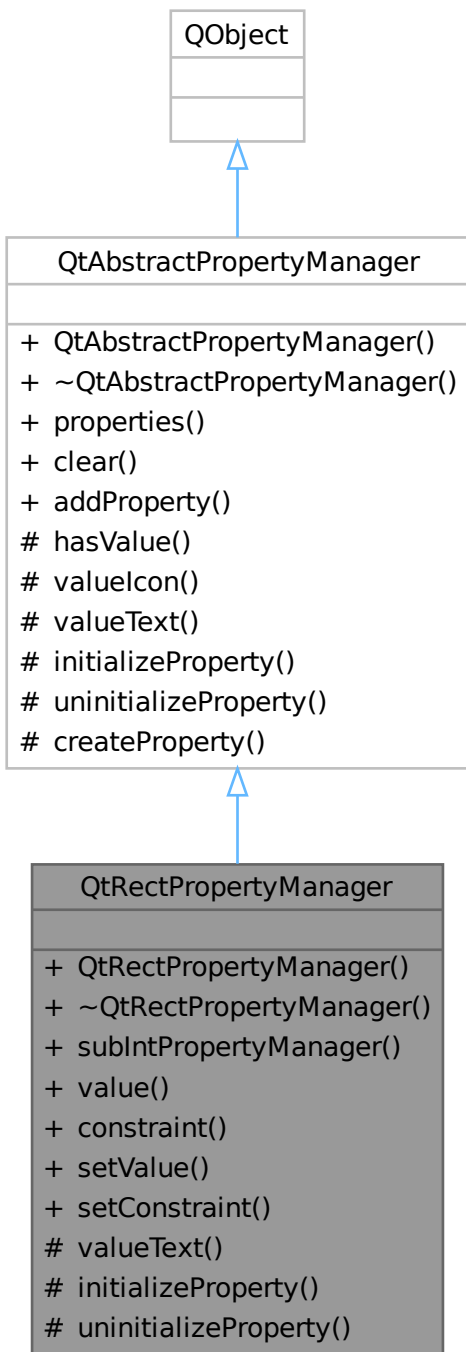 QObject
QtAbstractPropertyManager
+ QtAbstractPropertyManager()
+ ~QtAbstractPropertyManager()
+ properties()
+ clear()
+ addProperty()
# hasValue()
# valueIcon()
# valueText()
# initializeProperty()
# uninitializeProperty()
# createProperty()
QtRectPropertyManager
+ QtRectPropertyManager()
+ ~QtRectPropertyManager()
+ subIntPropertyManager()
+ value()
+ constraint()
+ setValue()
+ setConstraint()
# valueText()
# initializeProperty()
# uninitializeProperty()